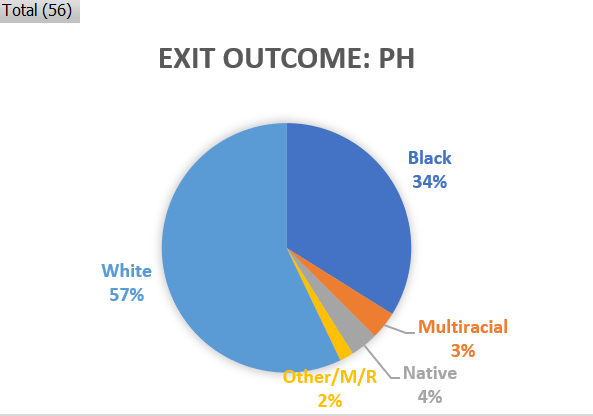 Total (56)
EXIT OUTCOME: PH
Black
34%
White
57%
Multiracial
3%
Native
4%
Other/M/R
2%